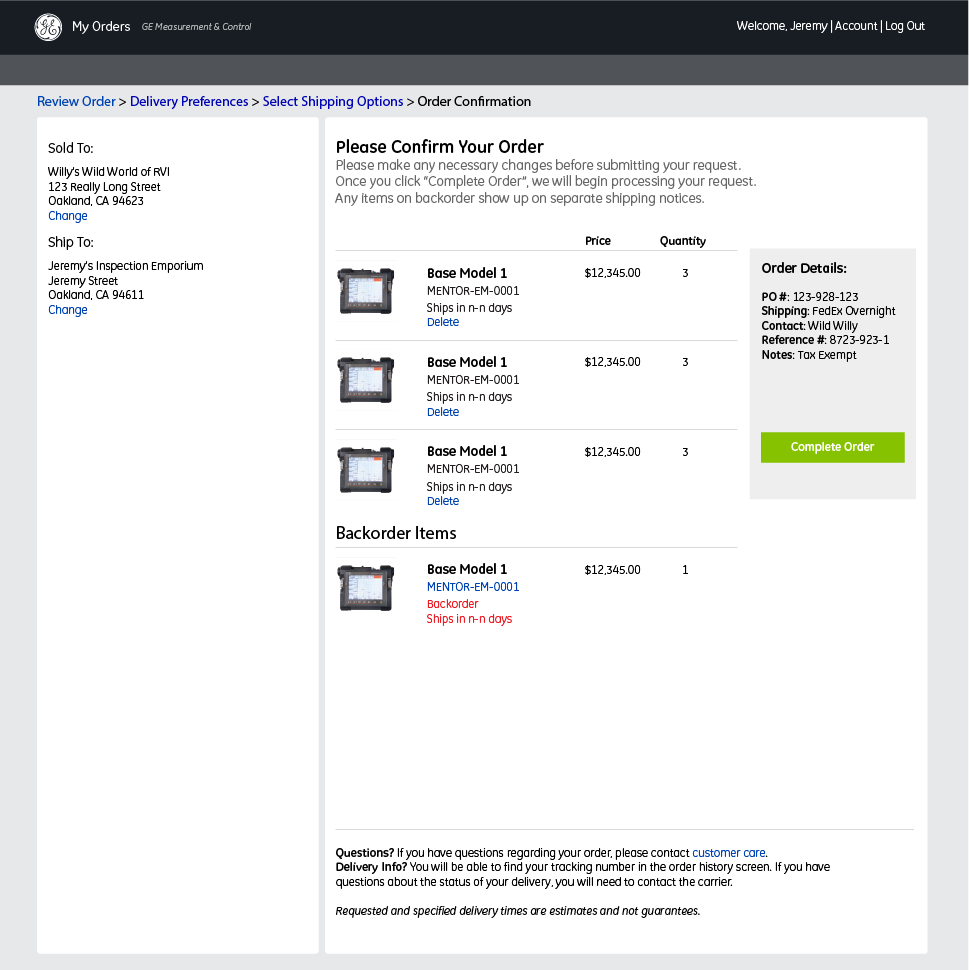 My Orders GE Measurement & Control
Welcome, Jeremy | Account | Log Out
Review Order > Delivery Preferences > Select Shipping Options > Order Confirmation
Sold To:
Willy's Wild World of RVI
123 Really Long Street
Oakland, CA 94623
Change
Ship To:
Jeremy's Inspection Emporium
Jeremy Street
Oakland, CA 94611
Change
Please Confirm Your Order
Please make any necessary changes before submitting your request.
Once you click "Complete Order", we will begin processing your request.
Any items on backorder show up on separate shipping notices.
Price Quantity
Base Model 1 $12,345.00 3
MENTOR-EM-0001
Ships in n-n days
Delete
Base Model 1 $12,345.00 3
MENTOR-EM-0001
Ships in n-n days
Delete
Base Model 1 $12,345.00 3
MENTOR-EM-0001
Ships in n-n days
Delete
Backorder Items
Base Model 1 $12,345.00 1
MENTOR-EM-0001
Backorder
Ships in n-n days
Order Details:
PO #: 123-928-123
Shipping: FedEx Overnight
Contact: Wild Willy
Reference #: 8723-923-1
Notes: Tax Exempt
Complete Order
Questions? If you have questions regarding your order, please contact customer care.
Delivery Info? You will be able to find your tracking number in the order history screen. If you have
questions about the status of your delivery, you will need to contact the carrier.
Requested and specified delivery times are estimates and not guarantees.